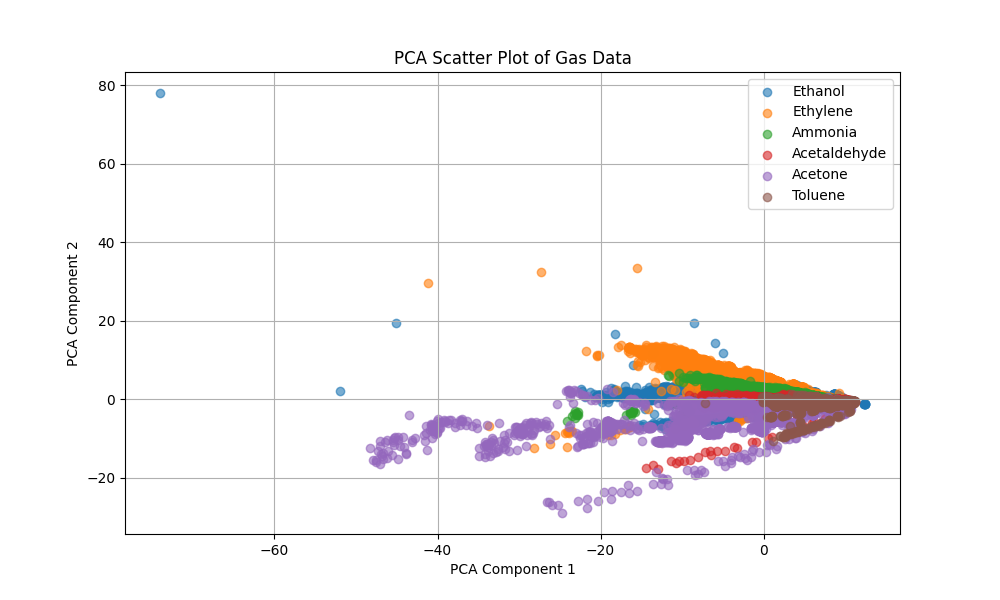 PCA Scatter Plot of Gas Data
80
60
40
20
0
−20
PCA Component 2
−60
−40
−20
0
PCA Component 1
Ethanol
Ethylene
Ammonia
Acetaldehyde
Acetone
Toluene